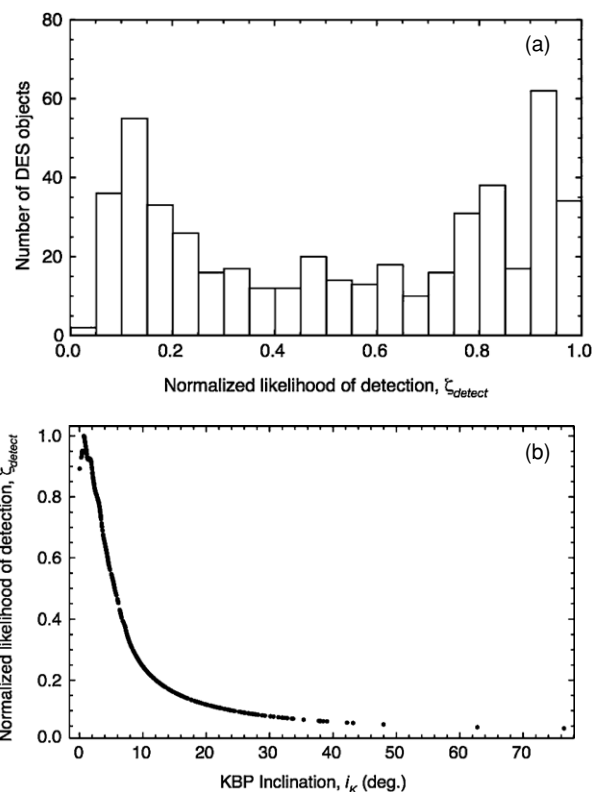 (a)
Number of DES objects
80
60
40
20
0
0.0 0.2 0.4 0.6 0.8 1.0
Normalized likelihood of detection, ζdetect
(b)
Normalized likelihood of detection, ζdetect
1.0
0.8
0.6
0.4
0.2
0.0
0 10 20 30 40 50 60 70
KBP Inclination, iK (deg.)